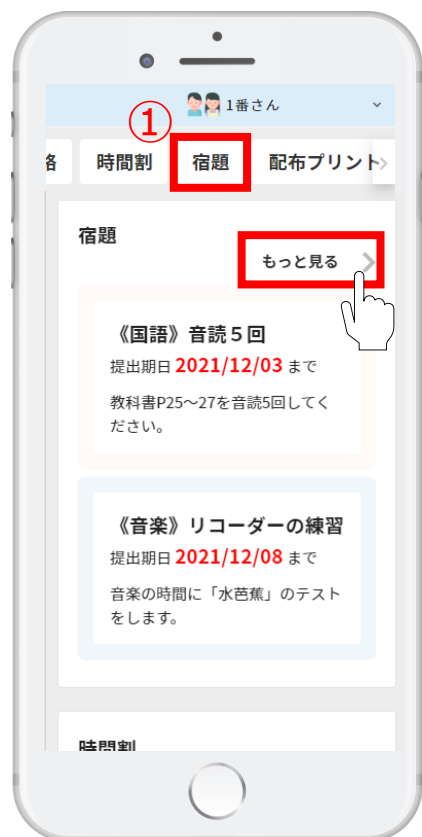 1番さん
①
時間割
宿題
配布プリント
宿題
もっと見る
《国語》音読５回
提出期日 2021/12/03 まで
教科書P25～27を音読5回してく
ださい。
《音楽》リコーダーの練習
提出期日 2021/12/08 まで
音楽の時間に「水芭蕉」のテスト
をします。
時間割